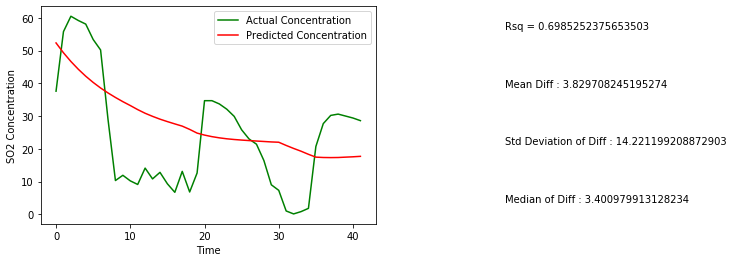 60
50
40
30
20
10
0
SO2 Concentration
0
10
20
30
40
Time
Actual Concentration
Predicted Concentration
Rsq = 0.6985252375653503
Mean Diff : 3.829708245195274
Std Deviation of Diff : 14.221199208872903
Median of Diff : 3.400979913128234